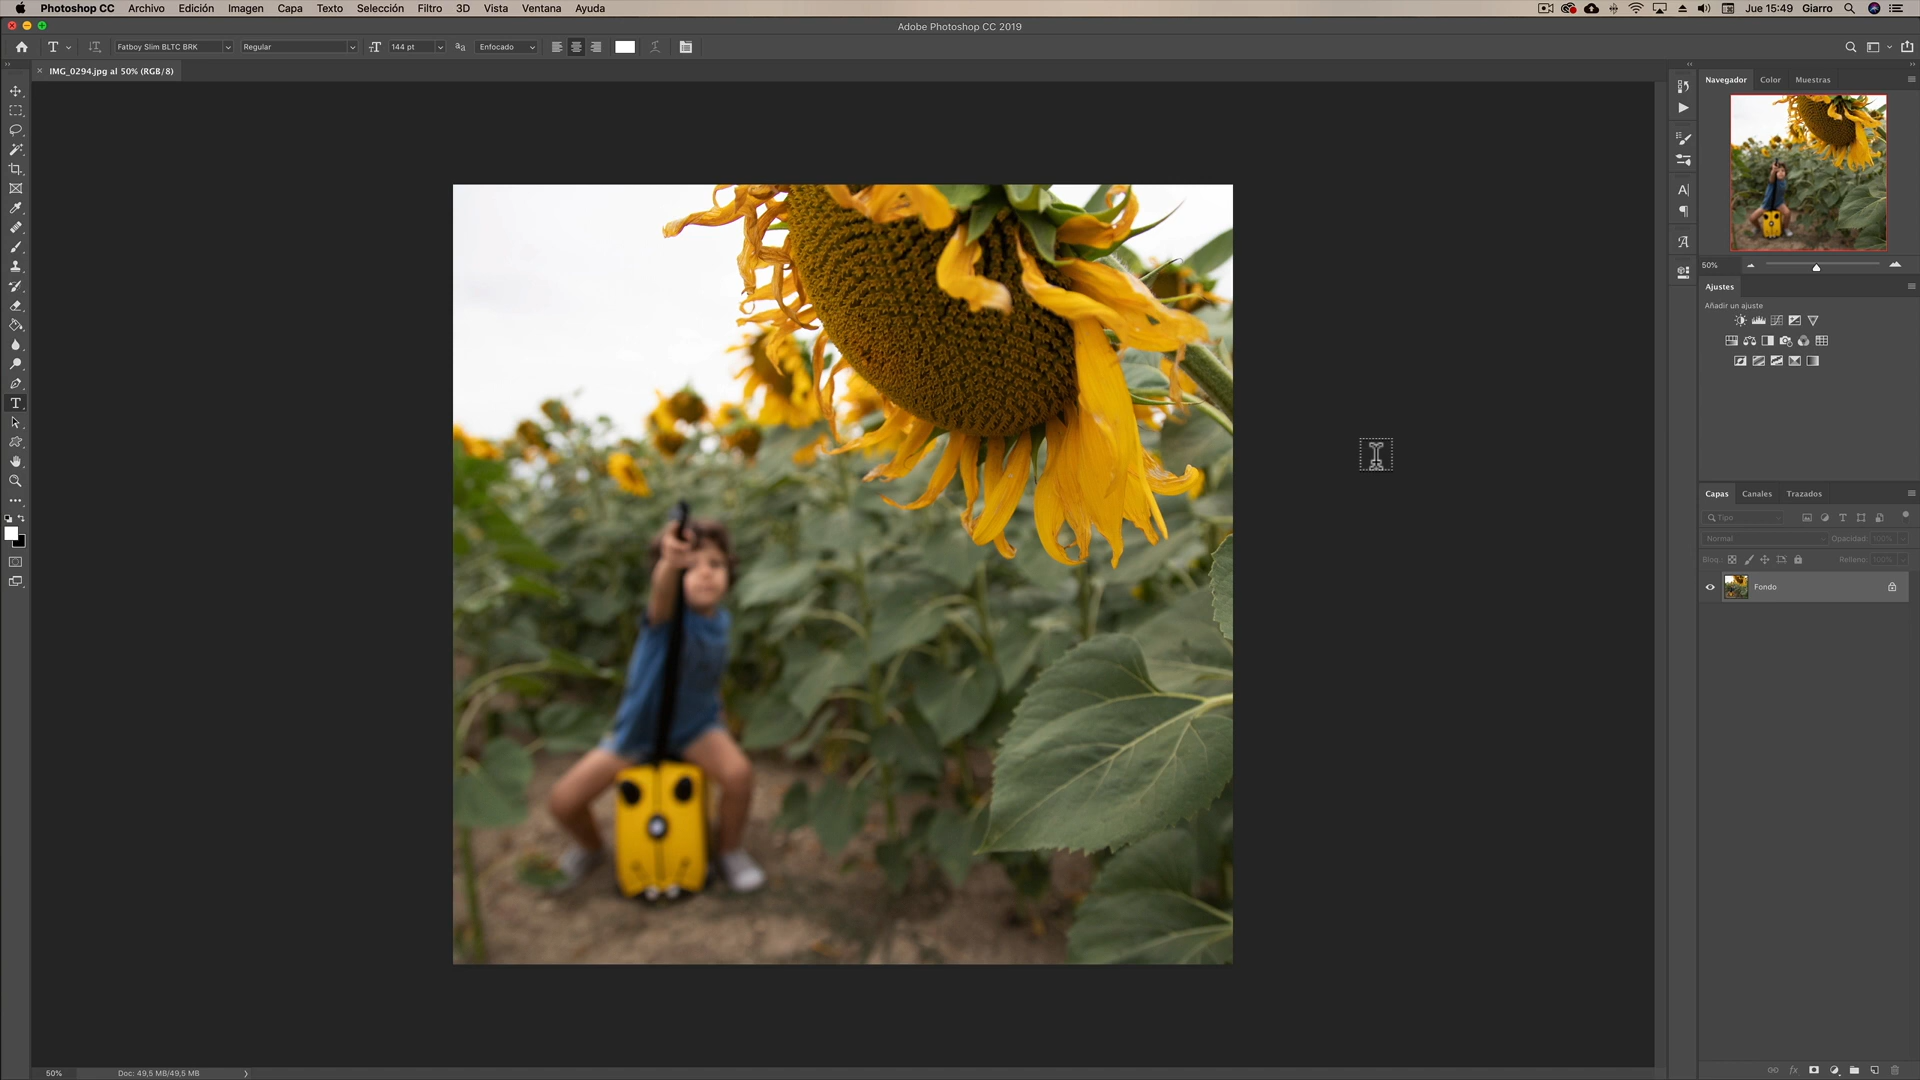 Photoshop CC Archivo Edición Imagen Capa Texto Selección Filtro 3D Vista Ventana Ayuda Jue 15:49 Giarro
Adobe Photoshop CC 2019
T Fatboy Slim BLTC BRK Regular 144 pt Enfocado
IMG_0294.jpg al 50% (RGB/8)
Navegador Color Muestras
50%
Ajustes
Añadir un ajuste
Capas Canales Trazados
Tipo
Normal Opacidad: 100%
Bloq.: Relleno: 100%
Fondo
50% Doc: 49,5 MB/49,5 MB